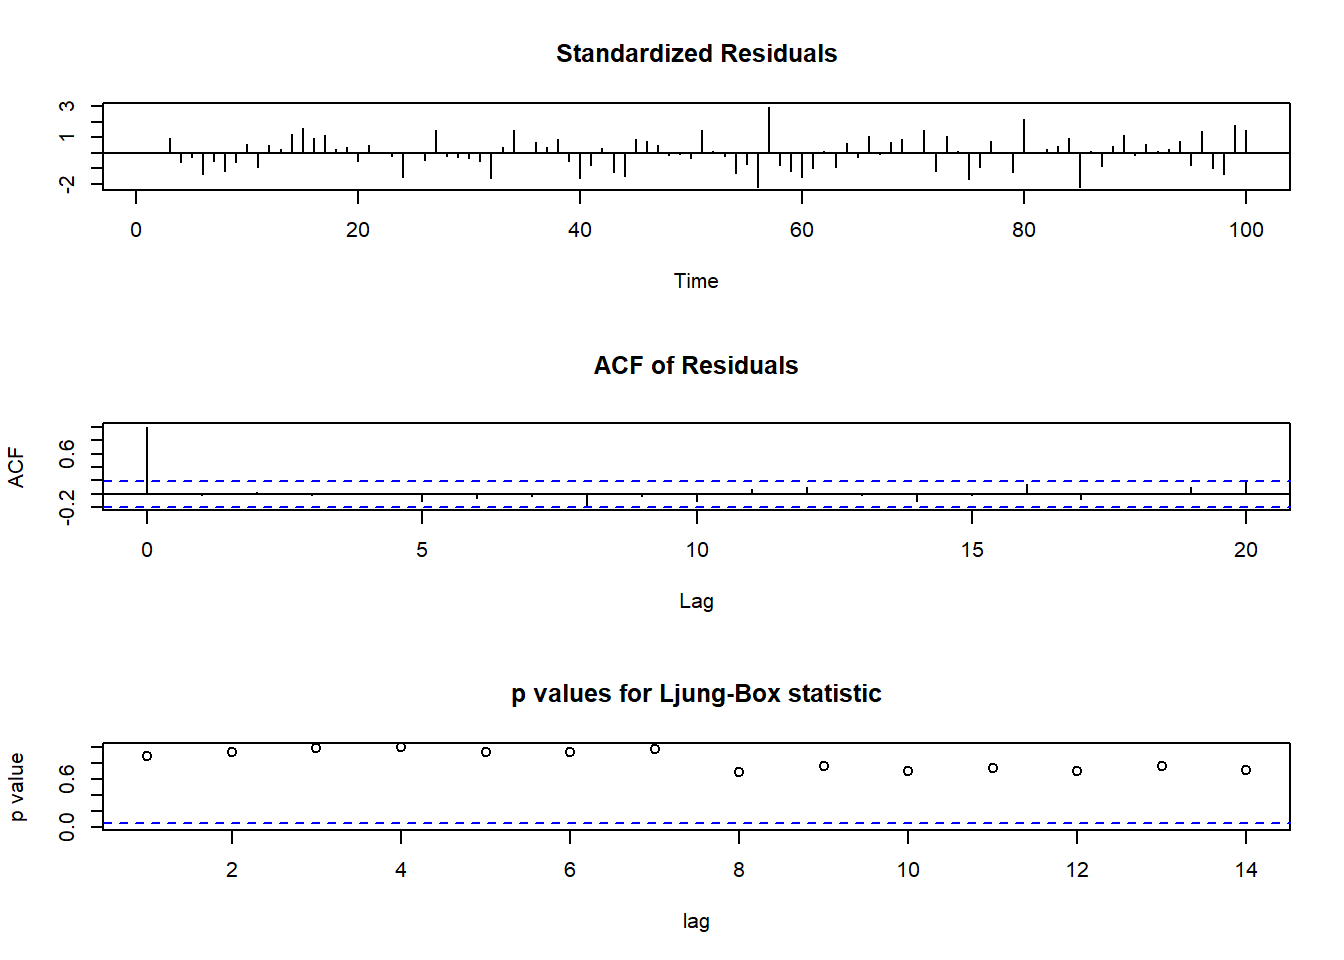 Standardized Residuals
3
1
-2
0 20 40 60 80 100
Time
ACF of Residuals
ACF
0.6
-0.2
0 5 10 15 20
Lag
p values for Ljung-Box statistic
p value
0.6
0.0
2 4 6 8 10 12 14
lag